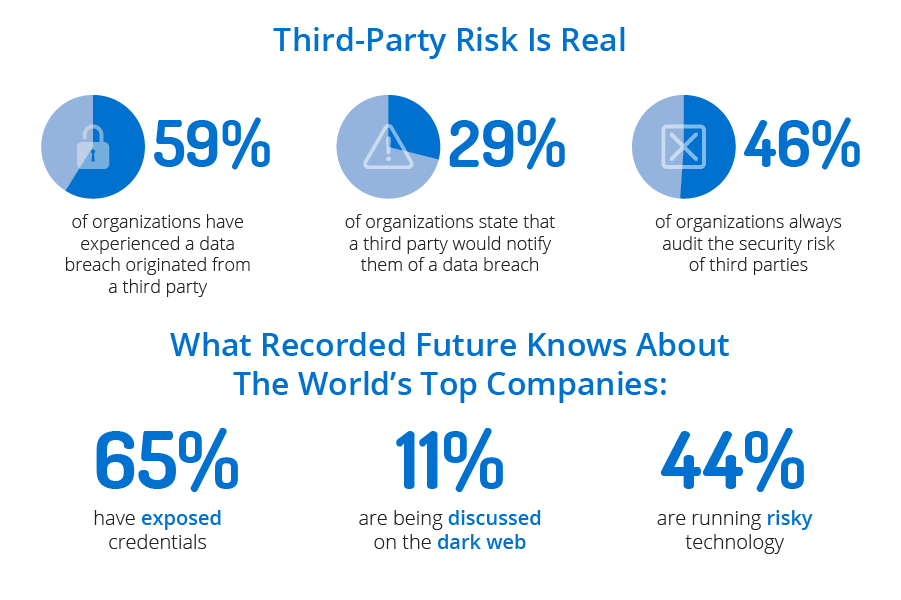 Third-Party Risk Is Real
59%
of organizations have
experienced a data
breach originated from
a third party
29%
of organizations state that
a third party would notify
them of a data breach
46%
of organizations always
audit the security risk
of third parties
What Recorded Future Knows About
The World’s Top Companies:
65%
have exposed
credentials
11%
are being discussed
on the dark web
44%
are running risky
technology